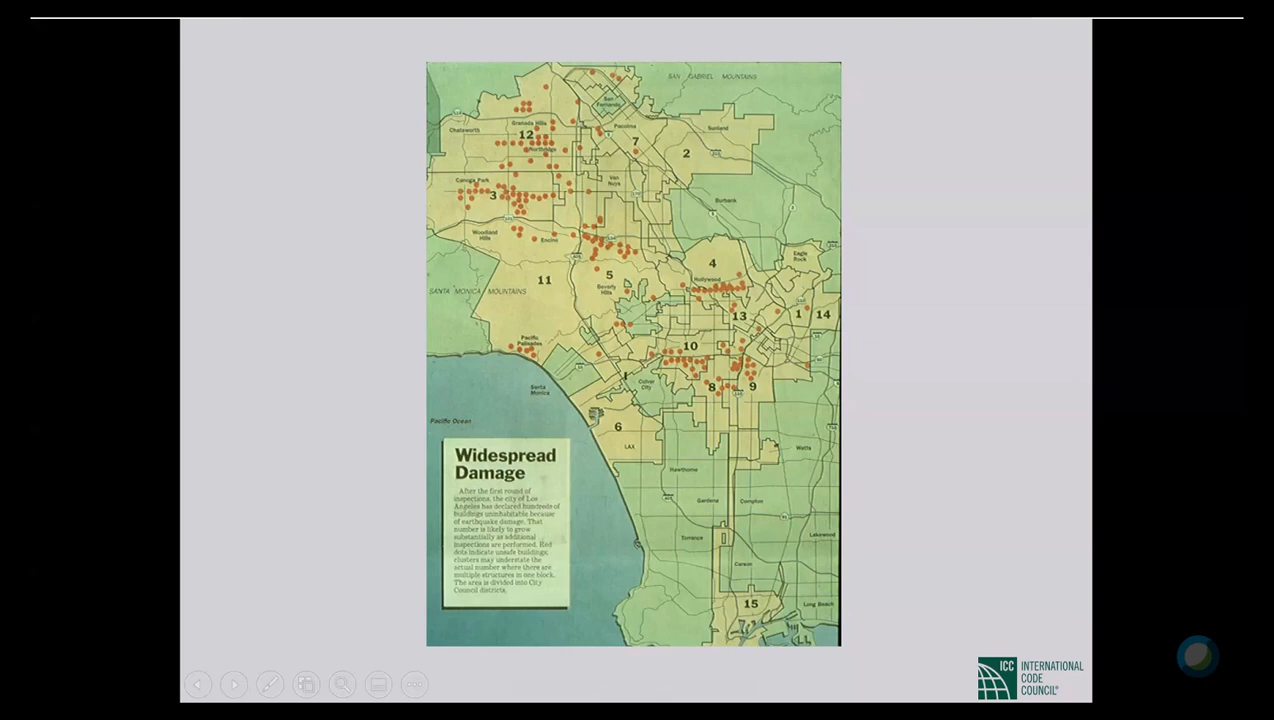 SAN GABRIEL MOUNTAINS
San
Fernando
Granada Hills
Chatsworth
12
Northridge
Pacoima
7
Sunland
2
Canoga Park
3
Van
Nuys
Burbank
Woodland
Hills
Encino
4
Hollywood
Eagle
Rock
5
Beverly
Hills
11
SANTA MONICA MOUNTAINS
13
1
14
Pacific
Palisades
10
Santa
Monica
Culver
City
8
9
Pacific Ocean
6
LAX
Watts
Hawthorne
Gardena
Compton
Torrance
Lakewood
Carson
15
Long Beach
Widespread
Damage
After the first round of
inspections, the city of Los
Angeles has declared hundreds of
buildings uninhabitable because
of earthquake damage. That
number is likely to grow
substantially as additional
inspections are performed. Red
dots indicate unsafe buildings;
clusters may understate the
actual number where there are
multiple structures in one block.
The area is divided into City
Council districts.
ICC
INTERNATIONAL
CODE
COUNCIL®